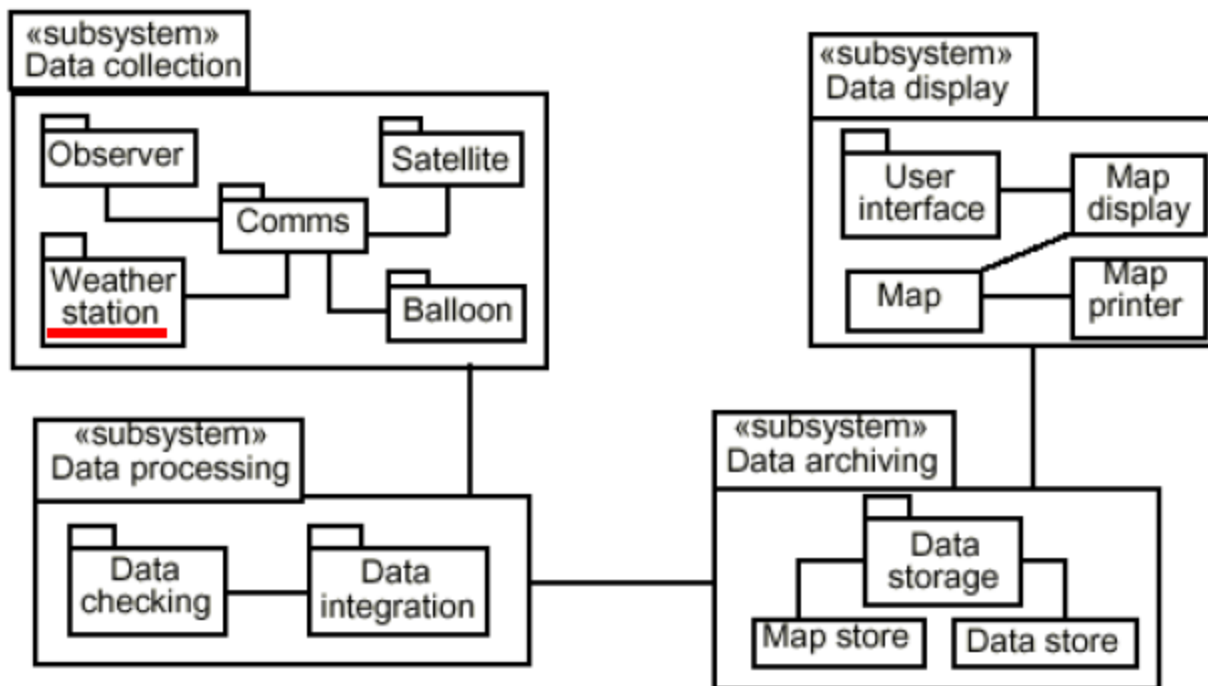 «subsystem»
Data collection
Observer
Satellite
Comms
Weather
station
Balloon
«subsystem»
Data display
User
interface
Map
display
Map
Map
printer
«subsystem»
Data processing
Data
checking
Data
integration
«subsystem»
Data archiving
Data
storage
Map store
Data store